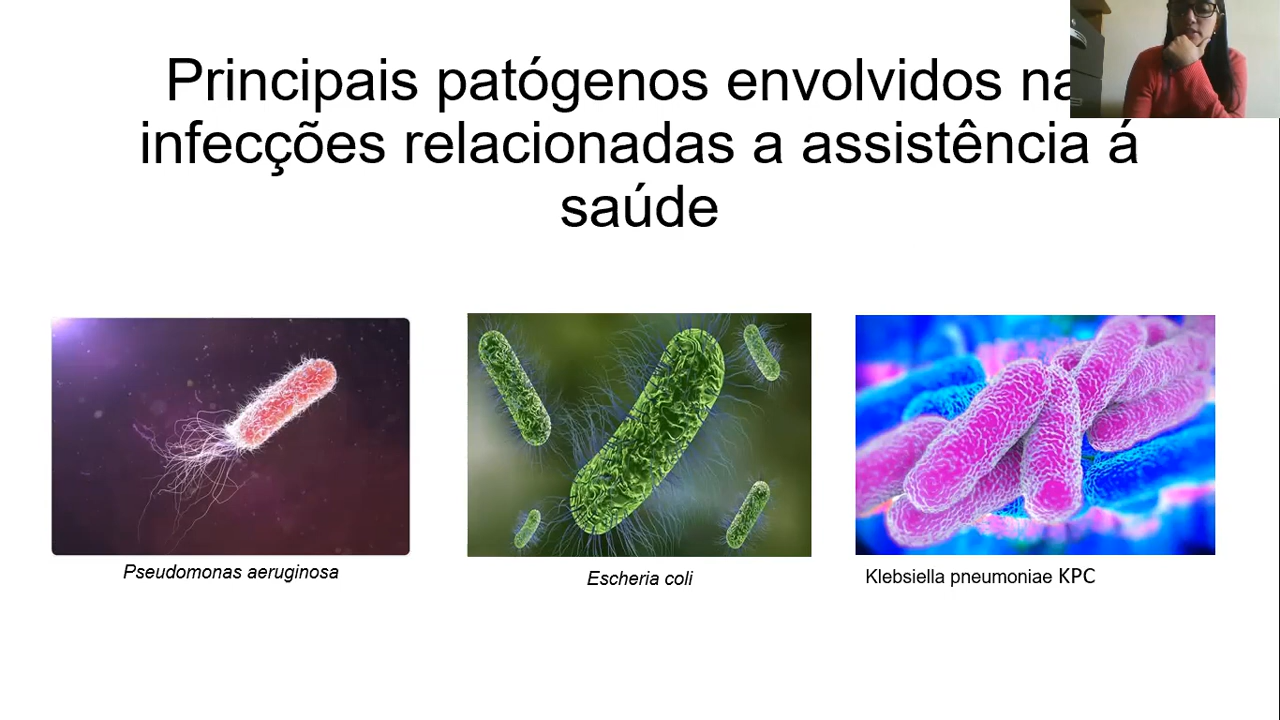 Principais patógenos envolvidos na
infecções relacionadas a assistência á
saúde
Pseudomonas aeruginosa
Escheria coli
Klebsiella pneumoniae KPC